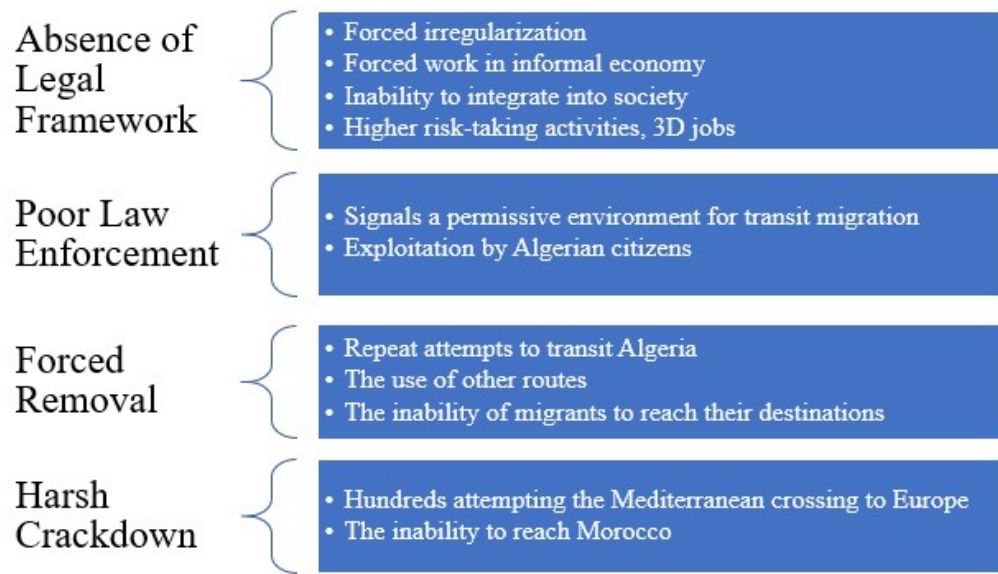 Absence of
Legal
Framework
• Forced irregularization
• Forced work in informal economy
• Inability to integrate into society
• Higher risk-taking activities, 3D jobs
Poor Law
Enforcement
• Signals a permissive environment for transit migration
• Exploitation by Algerian citizens
Forced
Removal
• Repeat attempts to transit Algeria
• The use of other routes
• The inability of migrants to reach their destinations
Harsh
Crackdown
• Hundreds attempting the Mediterranean crossing to Europe
• The inability to reach Morocco